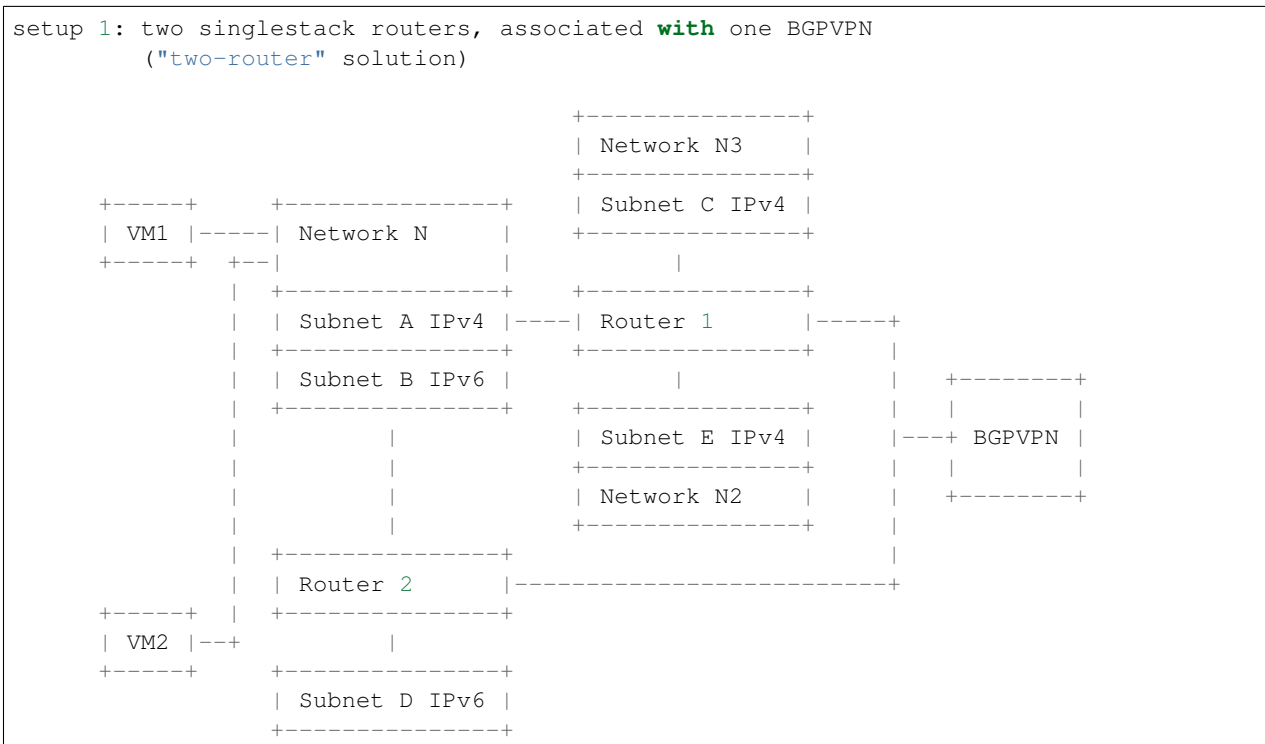 setup 1: two singlestack routers, associated with one BGPVPN
         ("two-router" solution)

                                       +---------------+
                                       | Network N3    |
                                       +---------------+
      +-----+     +---------------+    | Subnet C IPv4 |
      | VM1 |-----| Network N     |    +---------------+
      +-----+  +--|               |           |
               |  +---------------+    +---------------+
               |  | Subnet A IPv4 |----| Router 1      |-----+
               |  +---------------+    +---------------+     |
               |  | Subnet B IPv6 |           |              |   +--------+
               |  +---------------+    +---------------+     |   |        |
               |          |            | Subnet E IPv4 |     |---+ BGPVPN |
               |          |            +---------------+     |   |        |
               |          |            | Network N2    |     |   +--------+
               |          |            +---------------+     |
               |  +---------------+                          |
               |  | Router 2      |--------------------------+
      +-----+  |  +---------------+
      | VM2 |--+          |
      +-----+     +---------------+
                  | Subnet D IPv6 |
                  +---------------+